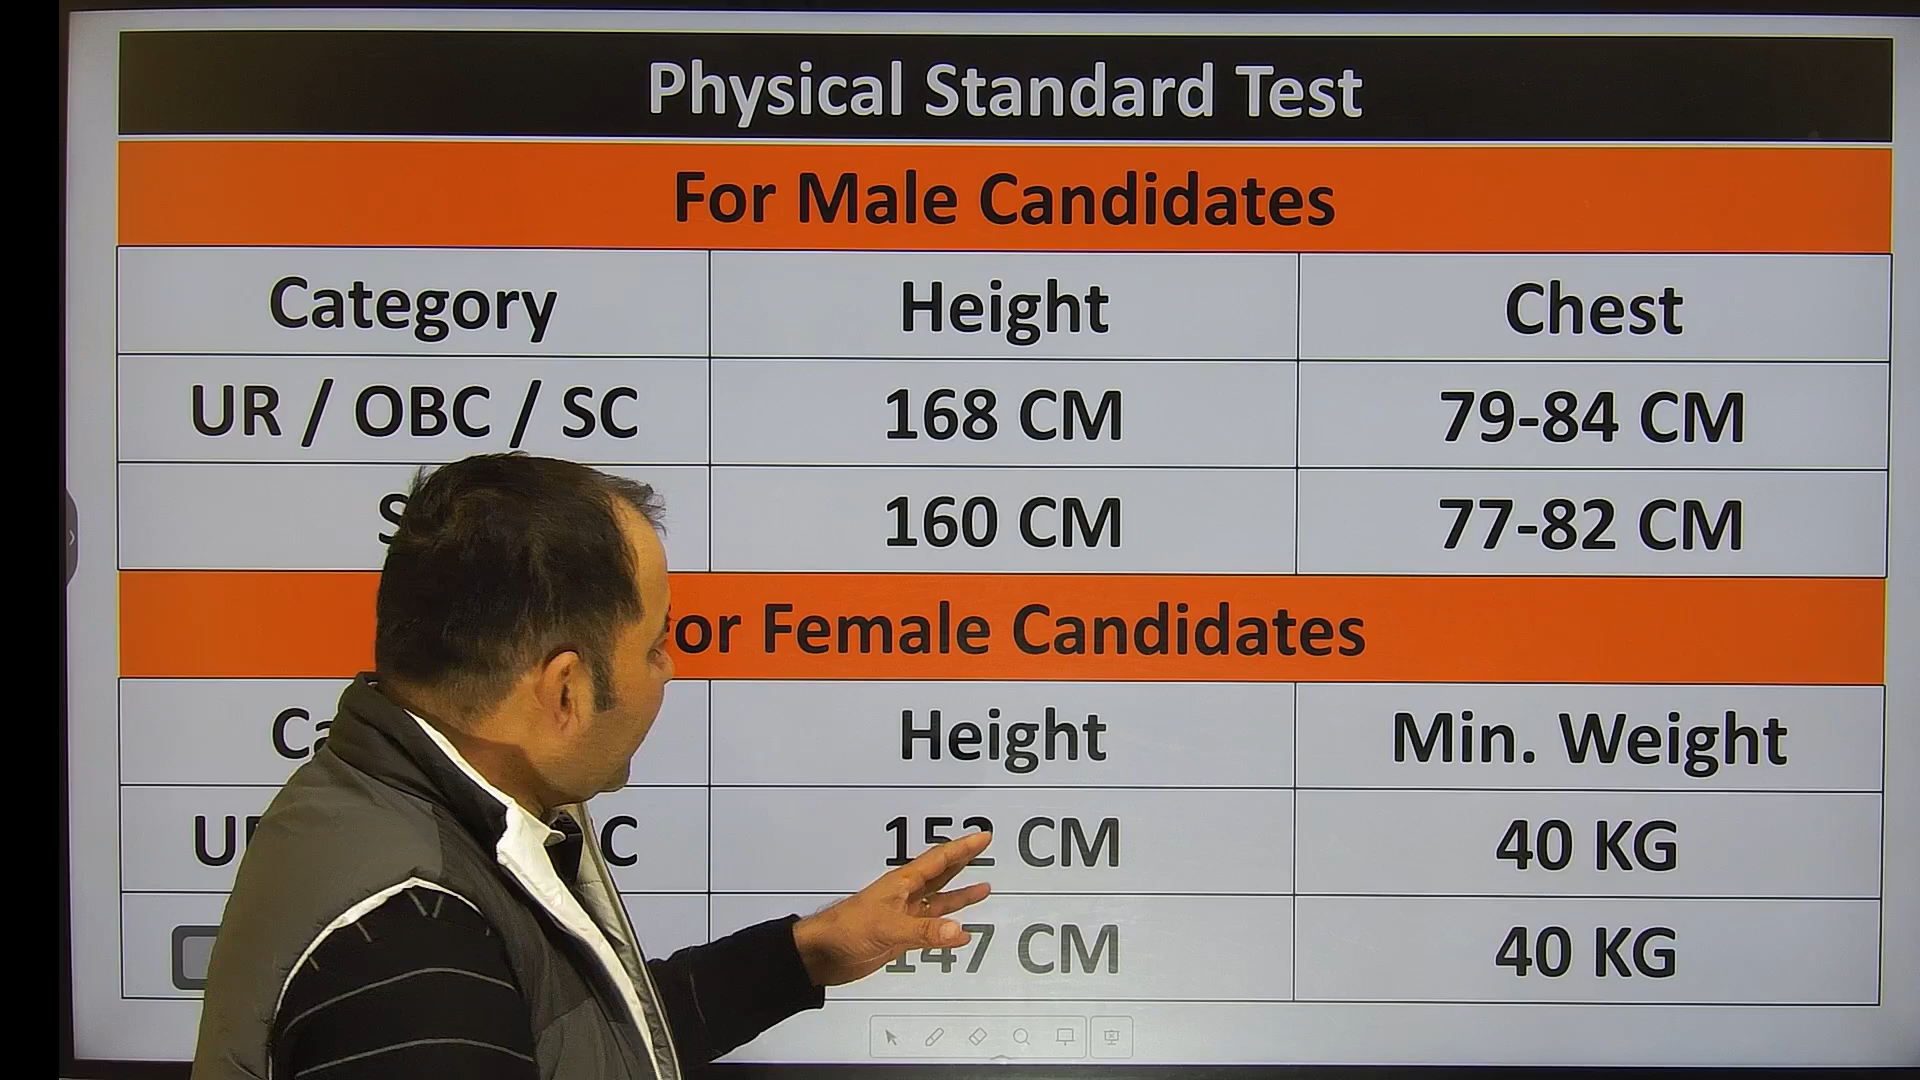 Physical Standard Test
For Male Candidates
Category Height Chest
UR / OBC / SC 168 CM 79-84 CM
160 CM 77-82 CM
Female Candidates
Height Min. Weight
152 CM 40 KG
147 CM 40 KG